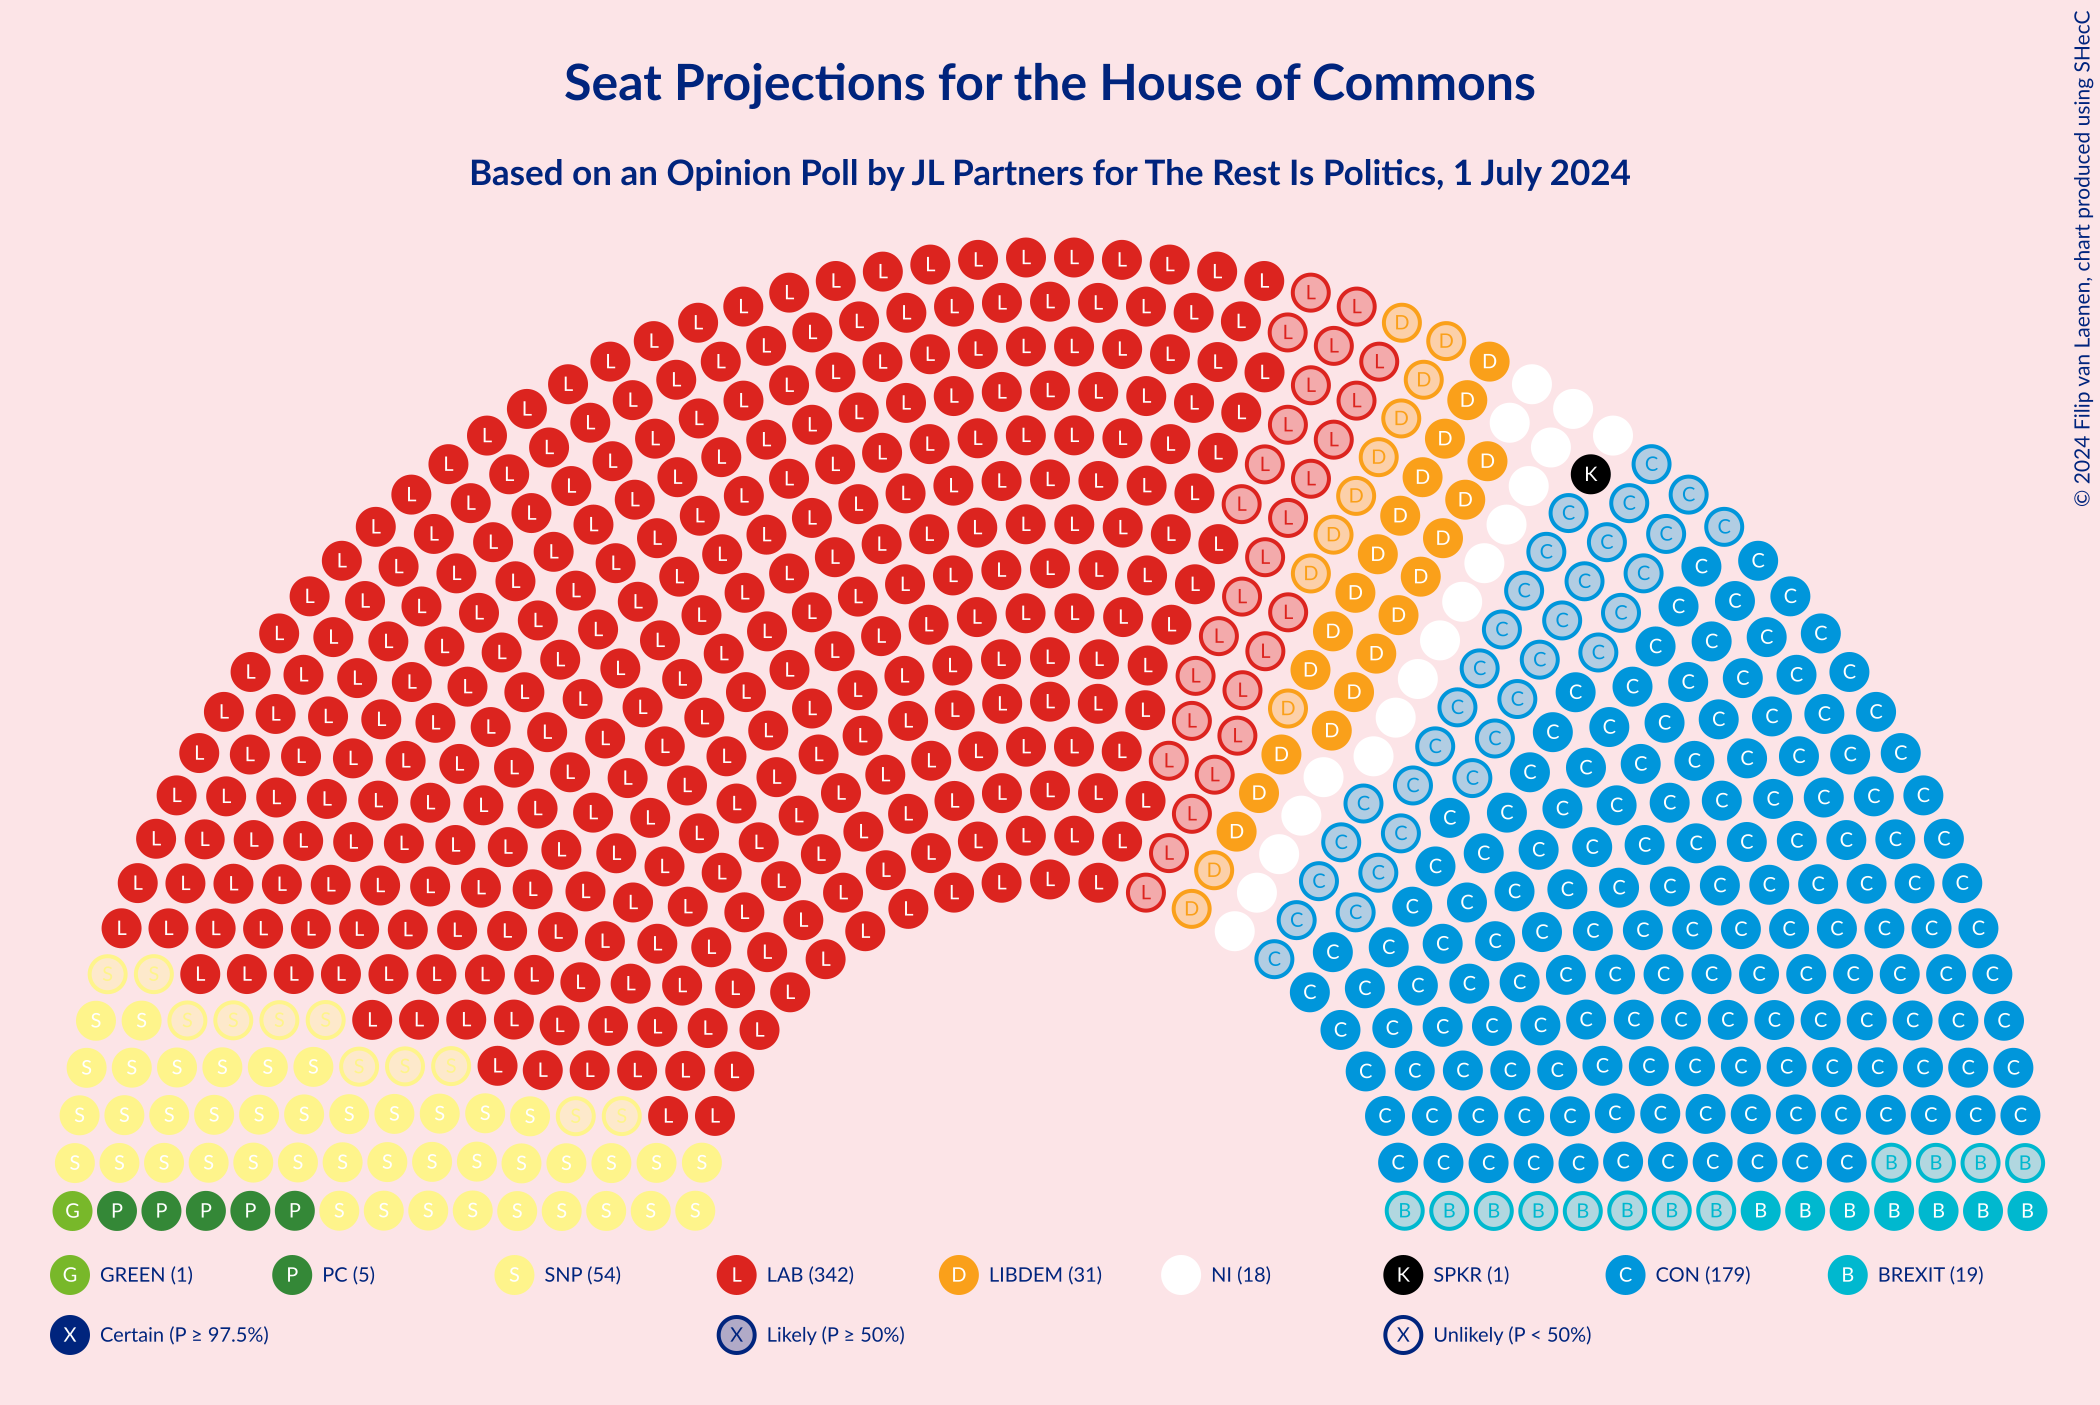 Seat Projections for the House of Commons
Based on an Opinion Poll by JL Partners for The Rest Is Politics, 1 July 2024
© 2024 Filip van Laenen, chart produced using SHecC
G GREEN (1) P PC (5) S SNP (54) L LAB (342) D LIBDEM (31) NI (18) K SPKR (1) C CON (179) B BREXIT (19)
X Certain (P ≥ 97.5%) X Likely (P ≥ 50%) X Unlikely (P < 50%)